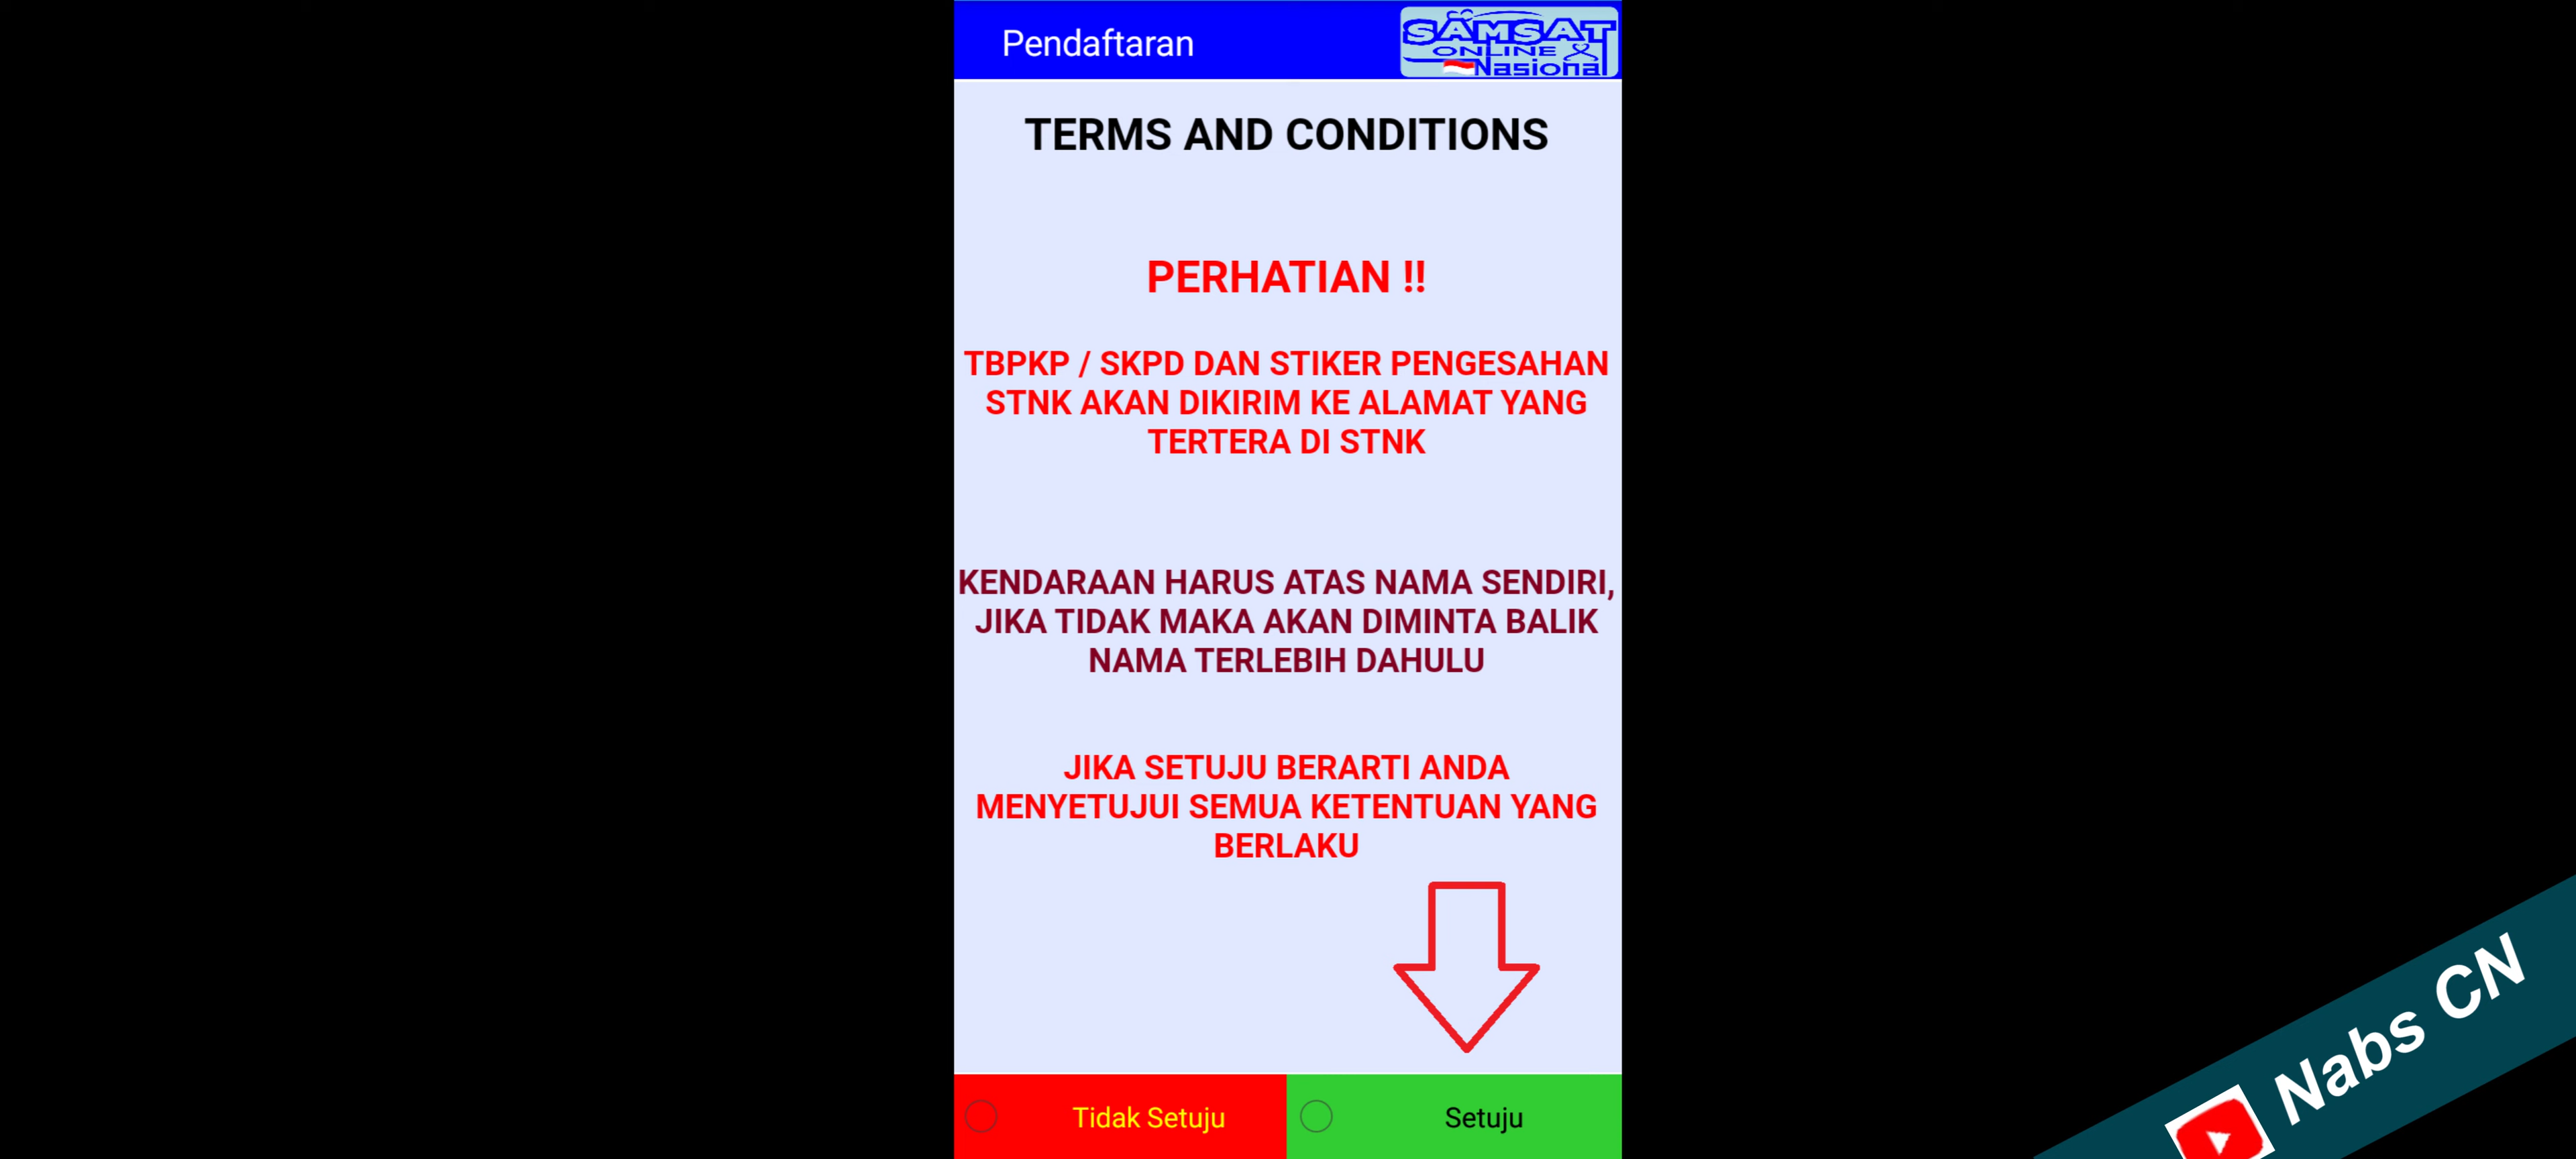 Pendaftaran
SAMSAT
ONLINE
Nasional
TERMS AND CONDITIONS
PERHATIAN !!
TBPKP / SKPD DAN STIKER PENGESAHAN
STNK AKAN DIKIRIM KE ALAMAT YANG
TERTERA DI STNK
KENDARAAN HARUS ATAS NAMA SENDIRI,
JIKA TIDAK MAKA AKAN DIMINTA BALIK
NAMA TERLEBIH DAHULU
JIKA SETUJU BERARTI ANDA
MENYETUJUI SEMUA KETENTUAN YANG
BERLAKU
Tidak Setuju
Setuju
Nabs CN